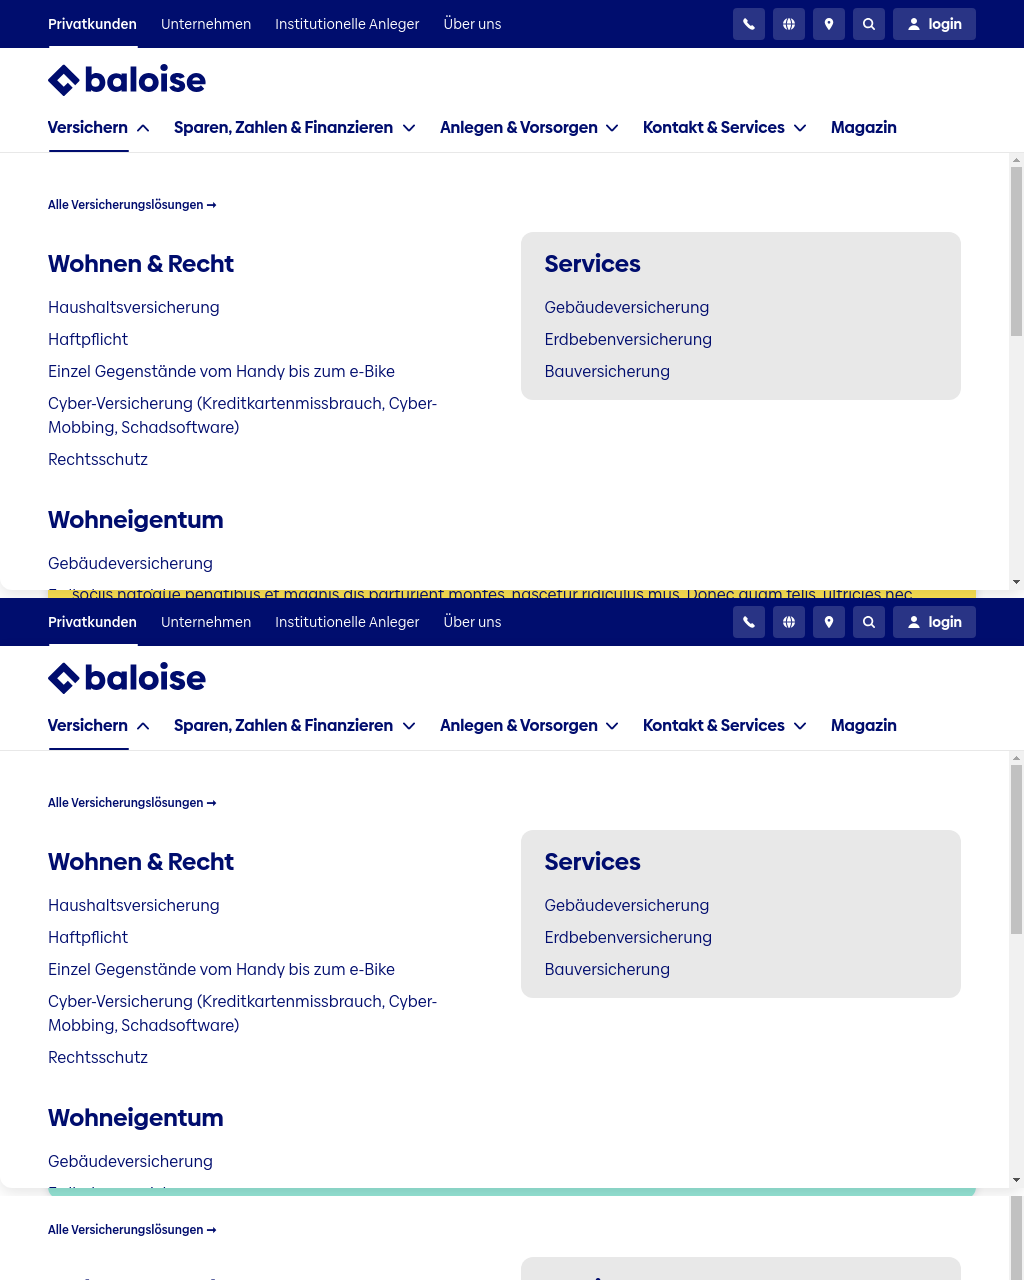 Privatkunden Unternehmen Institutionelle Anleger Über uns login
baloise
Versichern Sparen, Zahlen & Finanzieren Anlegen & Vorsorgen Kontakt & Services Magazin
Alle Versicherungslösungen →
Wohnen & Recht
Haushaltsversicherung
Haftpflicht
Einzel Gegenstände vom Handy bis zum e-Bike
Cyber-Versicherung (Kreditkartenmissbrauch, Cyber-
Mobbing, Schadsoftware)
Rechtsschutz
Services
Gebäudeversicherung
Erdbebenversicherung
Bauversicherung
Wohneigentum
Gebäudeversicherung
sociis natoque penatibus et magnis dis parturient montes, nascetur ridiculus mus. Donec quam felis, ultricies nec
Privatkunden Unternehmen Institutionelle Anleger Über uns login
baloise
Versichern Sparen, Zahlen & Finanzieren Anlegen & Vorsorgen Kontakt & Services Magazin
Alle Versicherungslösungen →
Wohnen & Recht
Haushaltsversicherung
Haftpflicht
Einzel Gegenstände vom Handy bis zum e-Bike
Cyber-Versicherung (Kreditkartenmissbrauch, Cyber-
Mobbing, Schadsoftware)
Rechtsschutz
Services
Gebäudeversicherung
Erdbebenversicherung
Bauversicherung
Wohneigentum
Gebäudeversicherung
Alle Versicherungslösungen →